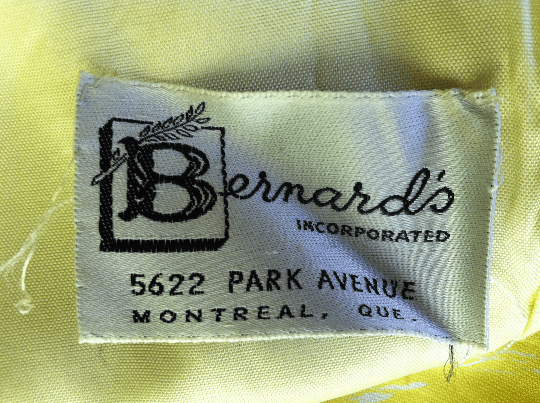 Bernard's
INCORPORATED
5622 PARK AVENUE
MONTREAL, QUE.